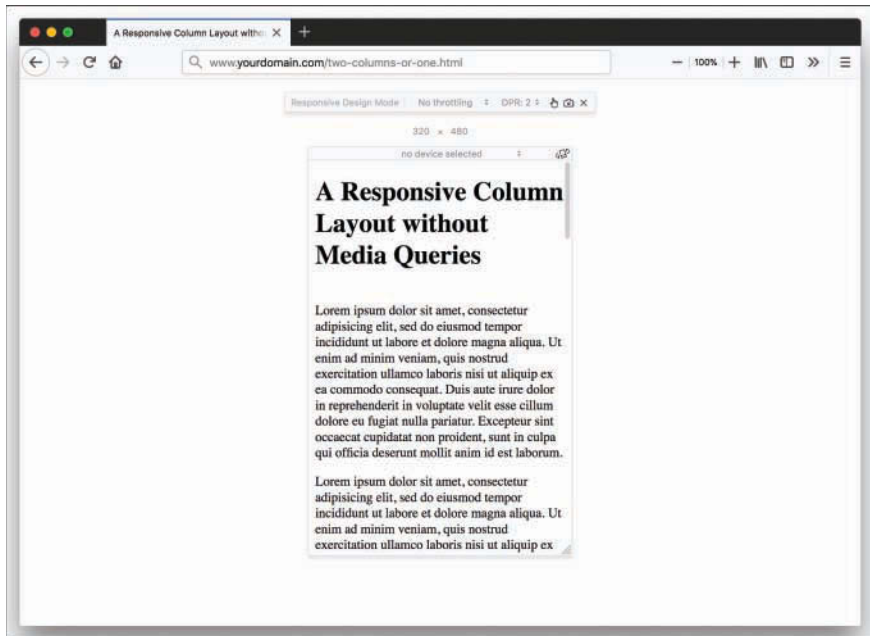 A Responsive Column Layout witho
100%
www.yourdomain.com/two-columns-or-one.html
Responsive Design Mode No throttling DPR: 2
320 × 480
no device selected
A Responsive Column
Layout without
Media Queries
Lorem ipsum dolor sit amet, consectetur
adipisicing elit, sed do eiusmod tempor
incididunt ut labore et dolore magna aliqua. Ut
enim ad minim veniam, quis nostrud
exercitation ullamco laboris nisi ut aliquip ex
ea commodo consequat. Duis aute irure dolor
in reprehenderit in voluptate velit esse cillum
dolore eu fugiat nulla pariatur. Excepteur sint
occaecat cupidatat non proident, sunt in culpa
qui officia deserunt mollit anim id est laborum.
Lorem ipsum dolor sit amet, consectetur
adipisicing elit, sed do eiusmod tempor
incididunt ut labore et dolore magna aliqua. Ut
enim ad minim veniam, quis nostrud
exercitation ullamco laboris nisi ut aliquip ex